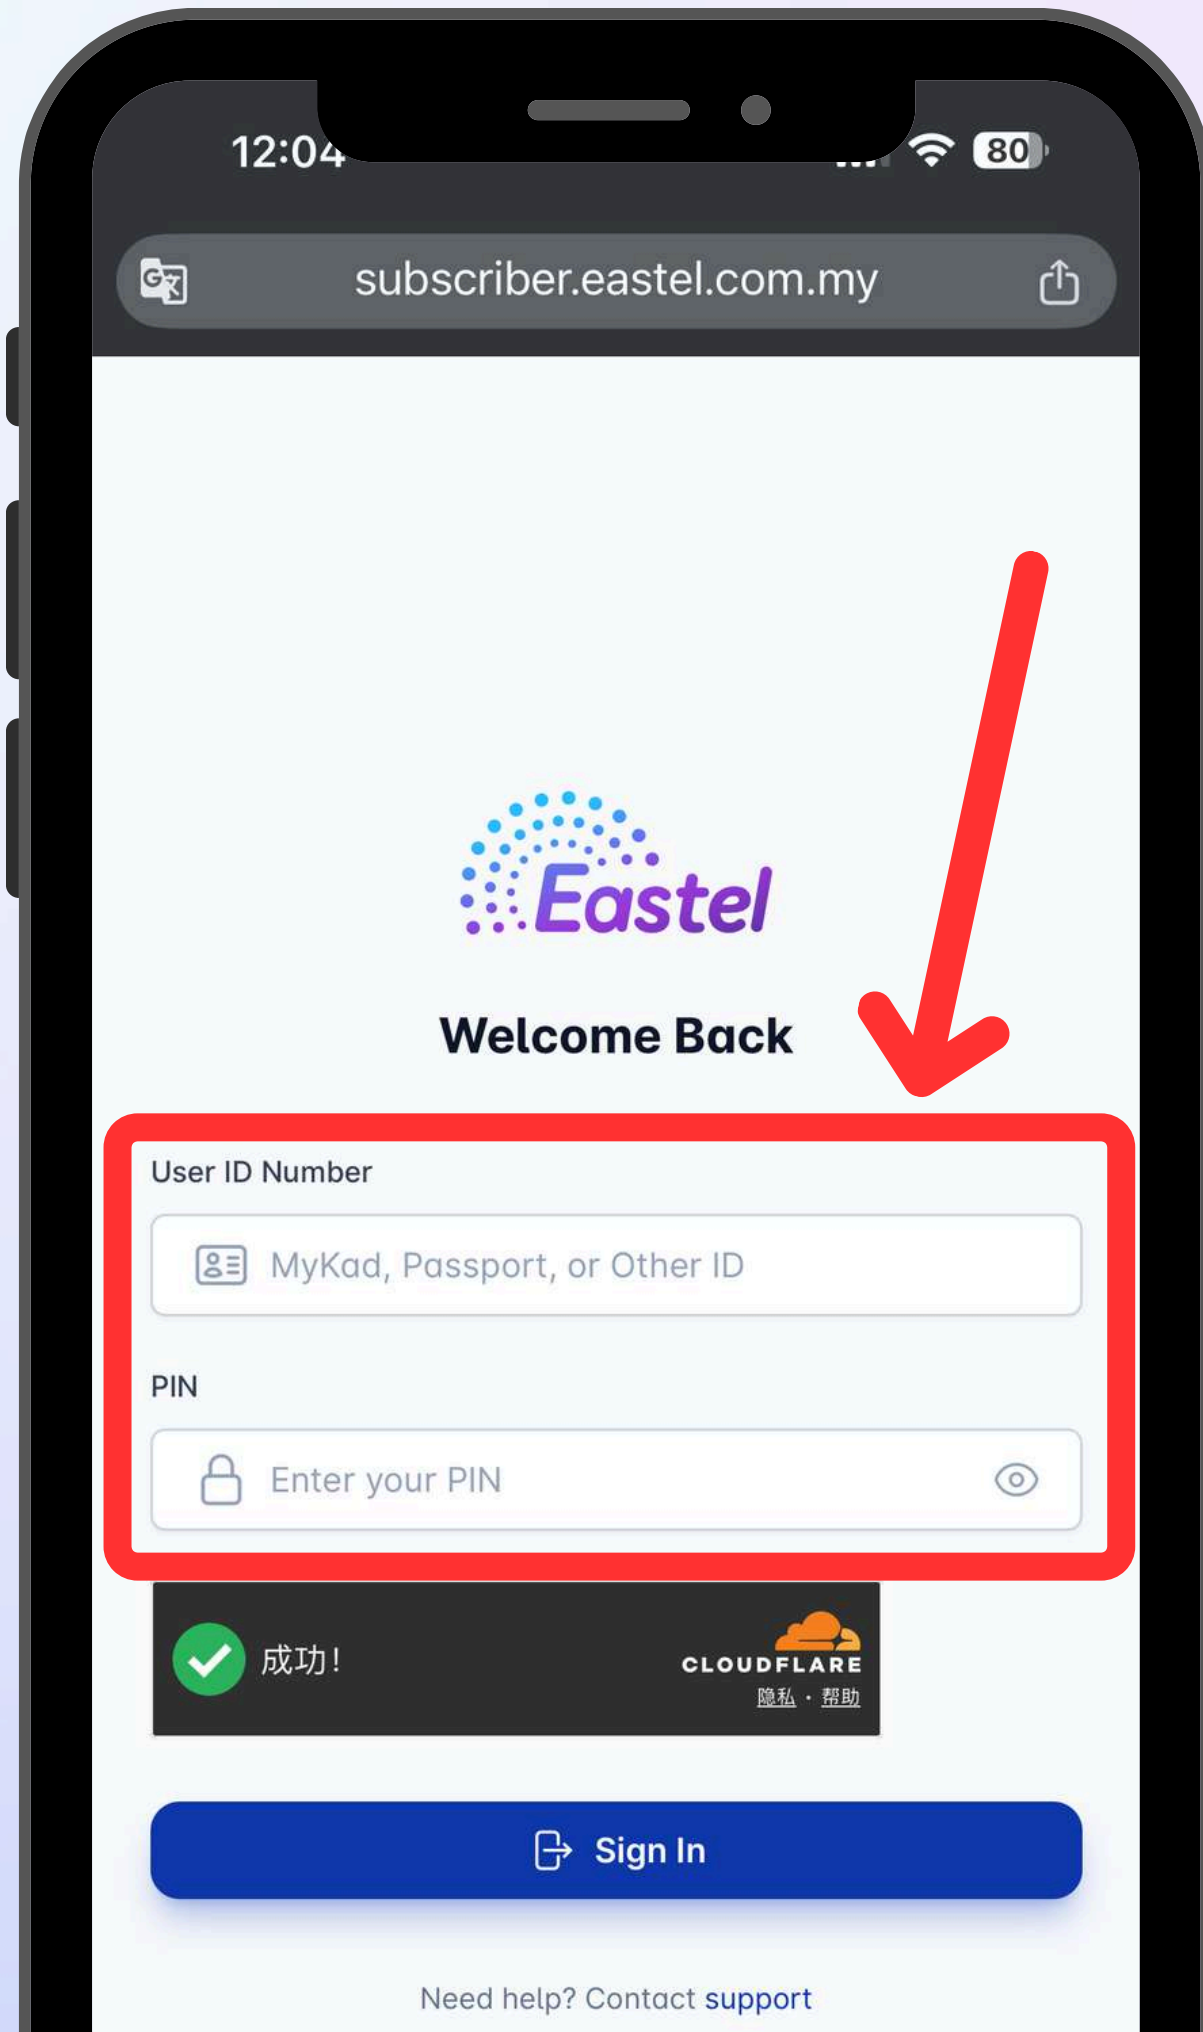 12:04
80
subscriber.eastel.com.my
Eastel
Welcome Back
User ID Number
MyKad, Passport, or Other ID
PIN
Enter your PIN
成功！
CLOUDFLARE
隐私 · 帮助
Sign In
Need help? Contact support